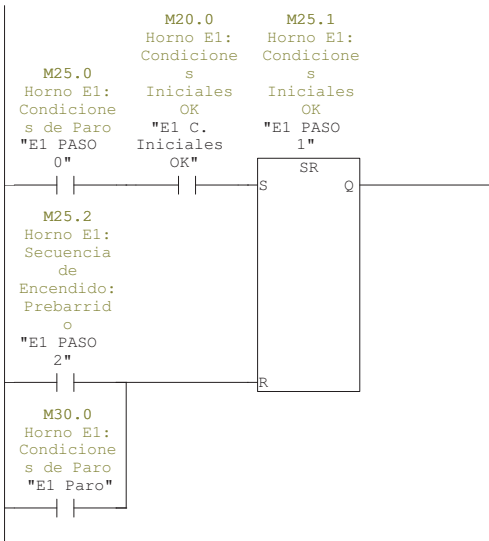 M25.0
Horno E1:
Condicione
s de Paro
"E1 PASO
0"
M20.0
Horno E1:
Condicione
s
Iniciales
OK
"E1 C.
Iniciales
OK"
M25.1
Horno E1:
Condicione
s
Iniciales
OK
"E1 PASO
1"
SR
S
Q
M25.2
Horno E1:
Secuencia
de
Encendido:
Prebarrid
o
"E1 PASO
2"
R
M30.0
Horno E1:
Condicione
s de Paro
"E1 Paro"